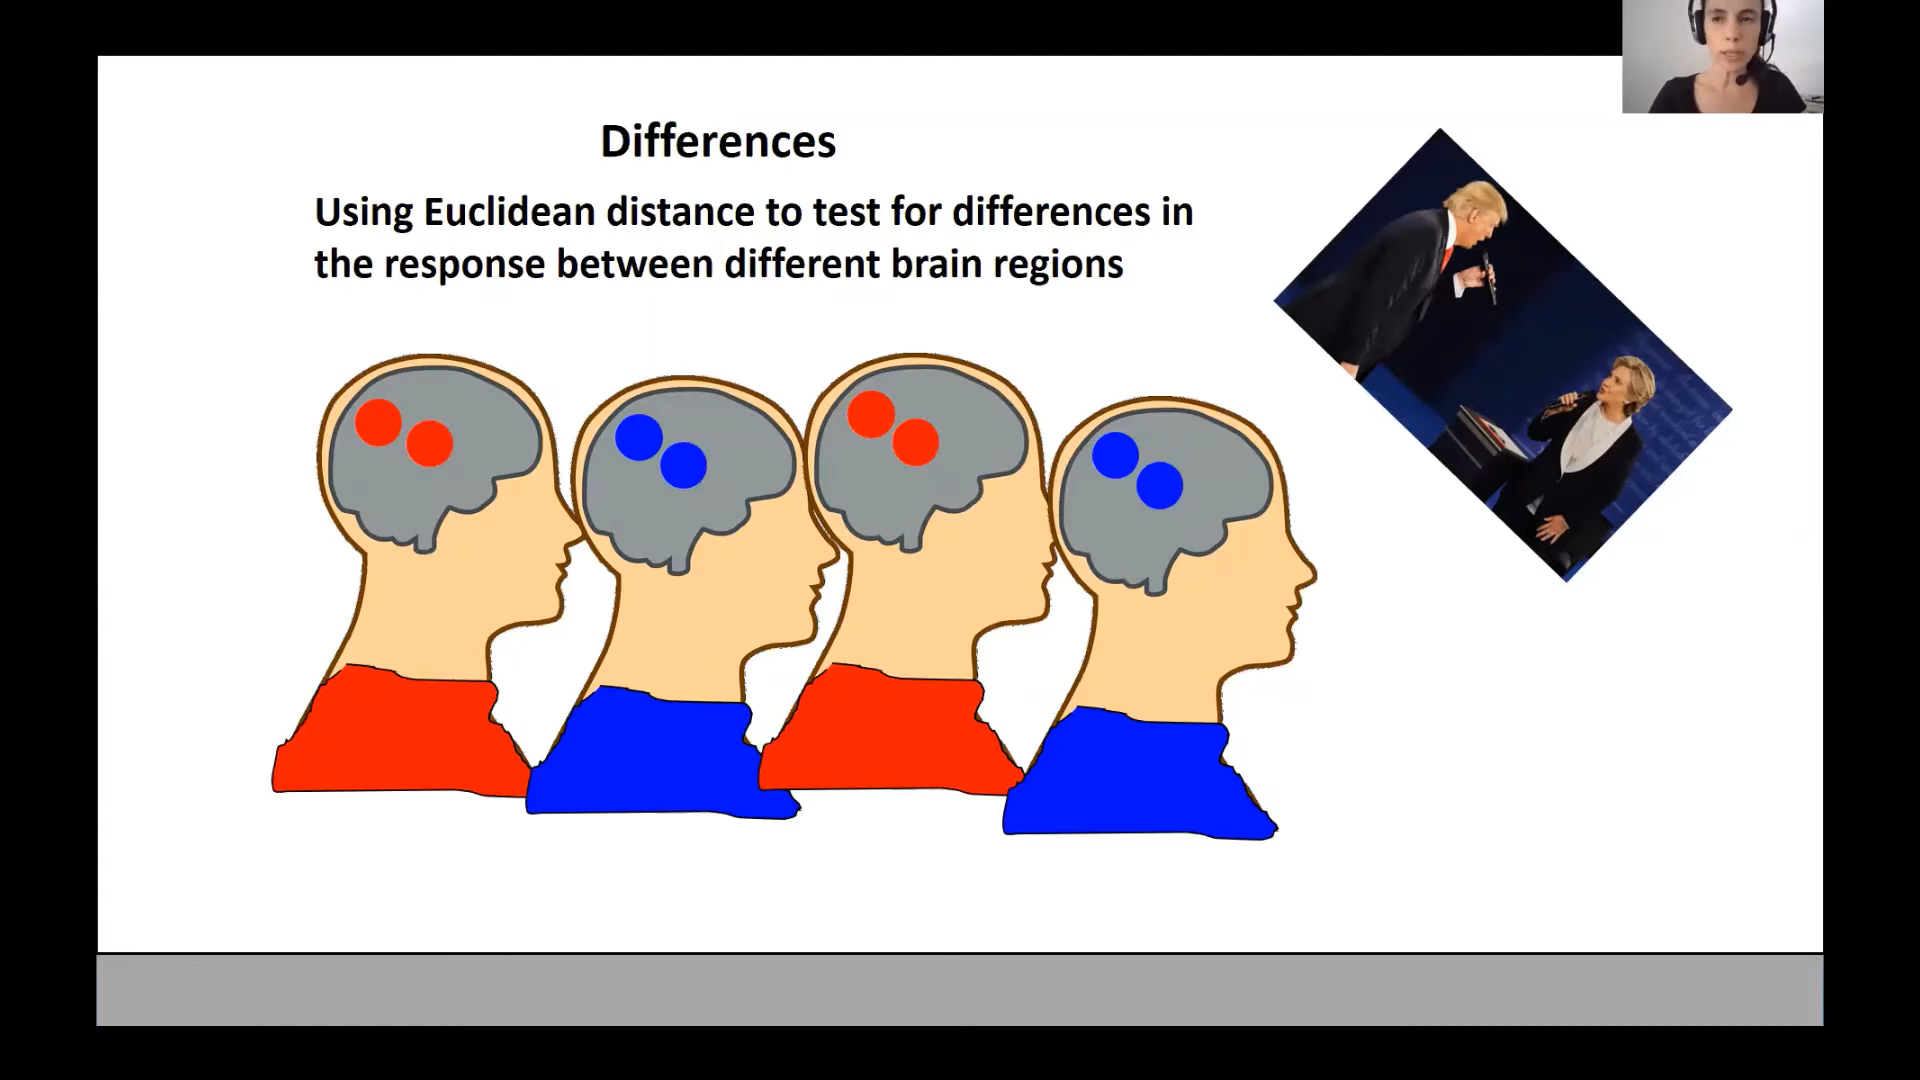 Differences
Using Euclidean distance to test for differences in
the response between different brain regions